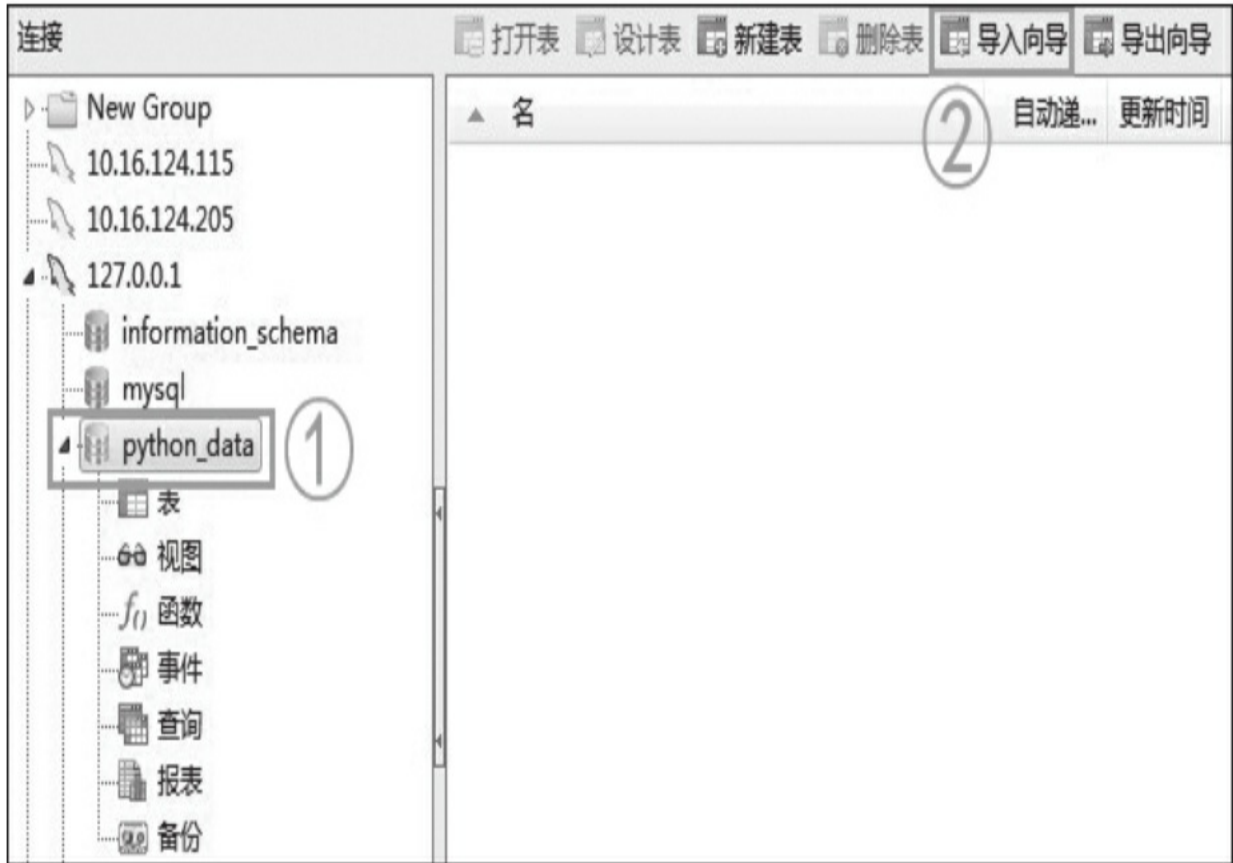 连接
打开表 设计表 新建表 删除表 导入向导 导出向导
名 自动递... 更新时间
②
New Group
10.16.124.115
10.16.124.205
127.0.0.1
information_schema
mysql
python_data ①
表
视图
f() 函数
事件
查询
报表
备份